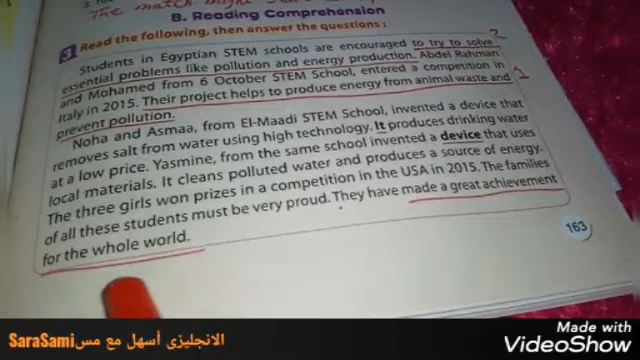 The match might
B. Reading Comprehension
3 Read the following, then answer the questions :
Students in Egyptian STEM schools are encouraged to try to solve 2
essential problems like pollution and energy production. Abdel Rahman
and Mohamed from 6 October STEM School, entered a competition in
Italy in 2015. Their project helps to produce energy from animal waste and 1
prevent pollution.
Noha and Asmaa, from El-Maadi STEM School, invented a device that
removes salt from water using high technology. It produces drinking water
at a low price. Yasmine, from the same school invented a device that uses
local materials. It cleans polluted water and produces a source of energy.
The three girls won prizes in a competition in the USA in 2015. The families
of all these students must be very proud. They have made a great achievement
for the whole world.
163
الانجليزى أسهل مع مس SaraSami
Made with
VideoShow